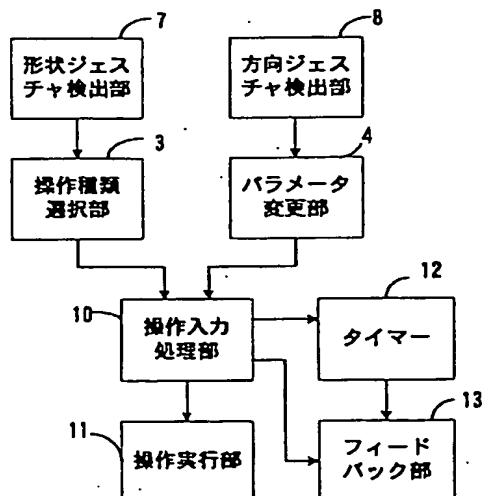 7
形状ジェス
チャ検出部
8
方向ジェス
チャ検出部
3
操作種類
選択部
4
パラメータ
変更部
10
操作入力
処理部
12
タイマー
11
操作実行部
13
フィード
バック部